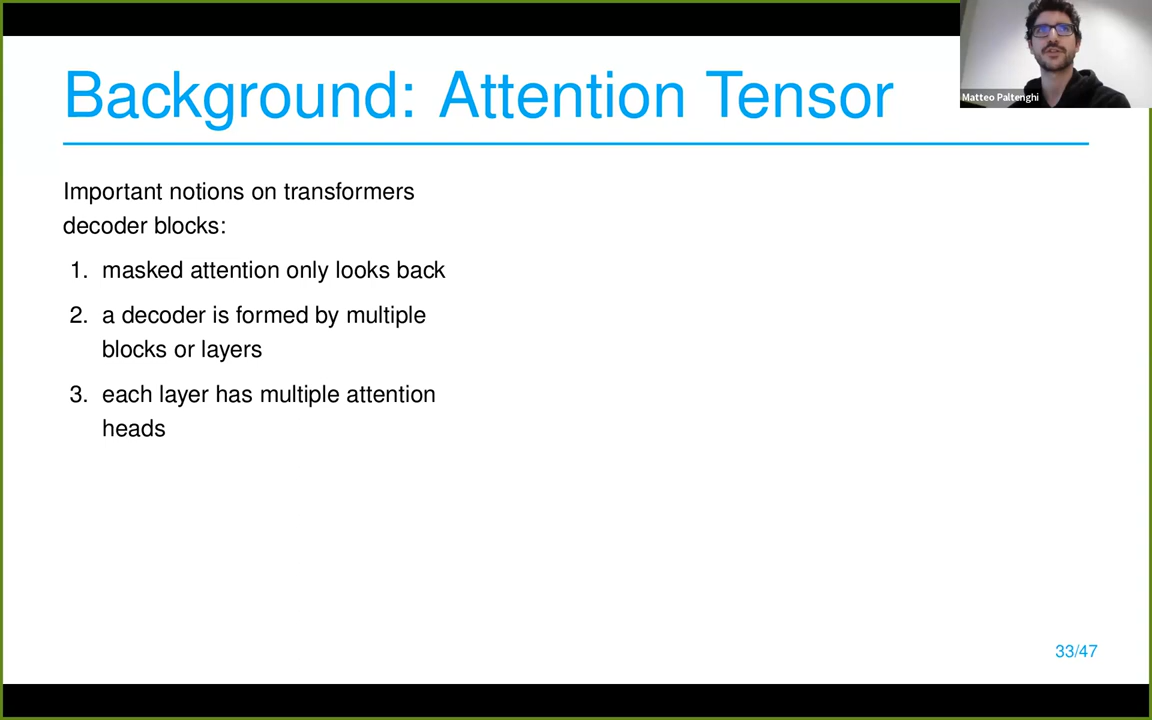 Background: Attention Tensor
Matteo Paltenghi
Important notions on transformers
decoder blocks:
1. masked attention only looks back
2. a decoder is formed by multiple
blocks or layers
3. each layer has multiple attention
heads
33/47